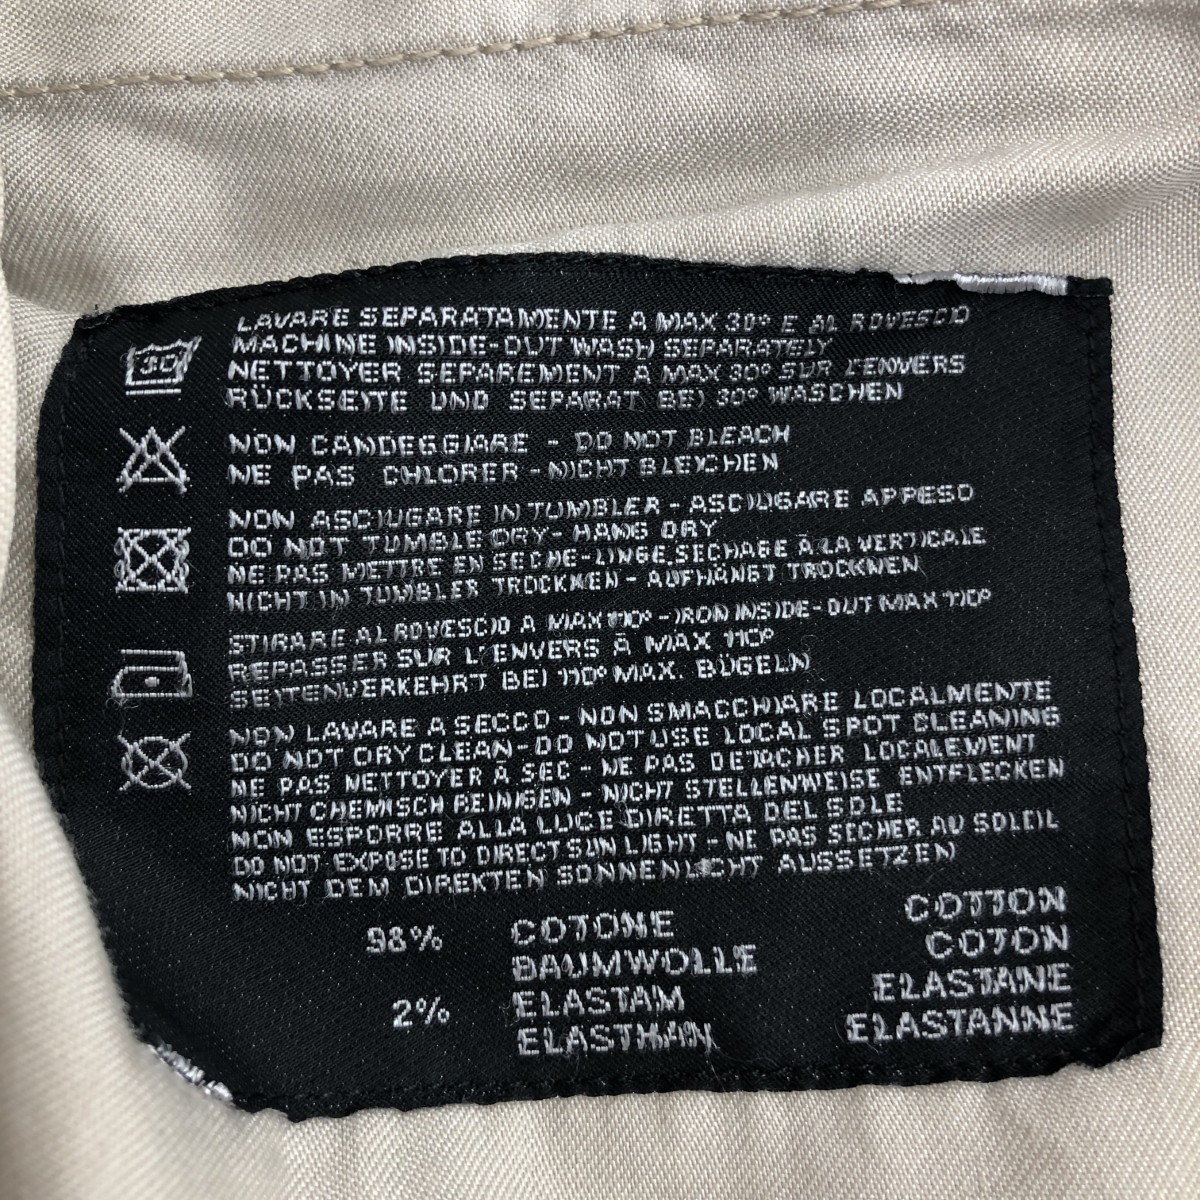 30
LAVARE SEPARATAMENTE A MAX 30° E AL ROVESCIO
MACHINE INSIDE-OUT WASH SEPARATELY
NETTOYER SEPAREMENT A MAX 30° SUR L'ENVERS
RÜCKSEITE UND SEPARAT BEI 30° WASCHEN
NON CANDEGGIARE - DO NOT BLEACH
NE PAS CHLORER - NICHT BLEICHEN
NON ASCIUGARE IN TUMBLER - ASCIUGARE APPESO
DO NOT TUMBLE DRY - HANG DRY
NE PAS METTRE EN SECHE-LINGE, SECHAGE À LA VERTICALE
NICHT IN TUMBLER TROCKNEN - AUFHÄNGT TROCKNEN
STIRARE AL ROVESCIO A MAX 110° - IRON INSIDE-OUT MAX 110°
REPASSER SUR L'ENVERS À MAX 110°
SEITENVERKEHRT BEI 110° MAX. BÜGELN
NON LAVARE A SECCO - NON SMACCHIARE LOCALMENTE
DO NOT DRY CLEAN - DO NOT USE LOCAL SPOT CLEANING
NE PAS NETTOYER À SEC - NE PAS DETACHER LOCALEMENT
NICHT CHEMISCH REINIGEN - NICHT STELLENWEISE ENTFLECKEN
NON ESPORRE ALLA LUCE DIRETTA DEL SOLE
DO NOT EXPOSE TO DIRECT SUN LIGHT - NE PAS SECHER AU SOLEIL
NICHT DEM DIREKTEN SONNENLICHT AUSSETZEN
98% COTONE COTTON
BAUMWOLLE COTON
2% ELASTAM ELASTANE
ELASTHAN ELASTANNE